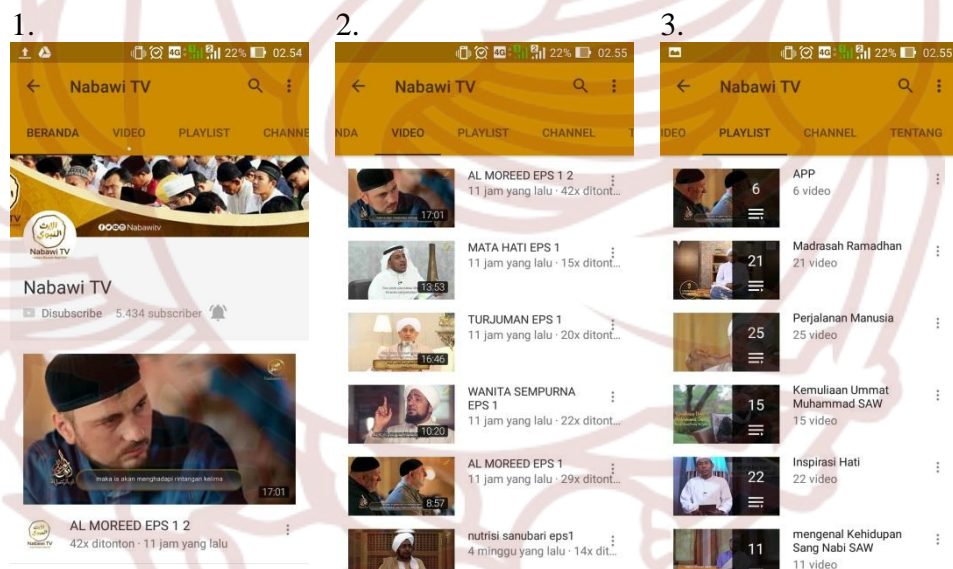 1.
22% 02.54
Nabawi TV
BERANDA VIDEO PLAYLIST CHANNE
Nabawitv
Nabawi TV
Nabawi TV
Disubscribe 5.434 subscriber
maka ia akan menghadapi rintangan kelima
17:01
AL MOREED EPS 1 2
42x ditonton · 11 jam yang lalu
2.
4G 22% 02.55
Nabawi TV
NDA VIDEO PLAYLIST CHANNEL T
AL MOREED EPS 1 2
11 jam yang lalu · 42x ditont...
17:01
MATA HATI EPS 1
11 jam yang lalu · 15x ditont...
13:53
TURJUMAN EPS 1
11 jam yang lalu · 20x ditont...
16:46
WANITA SEMPURNA
EPS 1
11 jam yang lalu · 22x ditont...
10:20
AL MOREED EPS 1
11 jam yang lalu · 29x ditont...
8:57
nutrisi sanubari eps1
4 minggu yang lalu · 14x dit...
3.
4G 22% 02.55
Nabawi TV
IDEO PLAYLIST CHANNEL TENTANG
APP
6 video
6
Madrasah Ramadhan
21 video
21
Perjalanan Manusia
25 video
25
Kemuliaan Ummat
Muhammad SAW
15 video
15
Inspirasi Hati
22 video
22
mengenal Kehidupan
Sang Nabi SAW
11 video
11